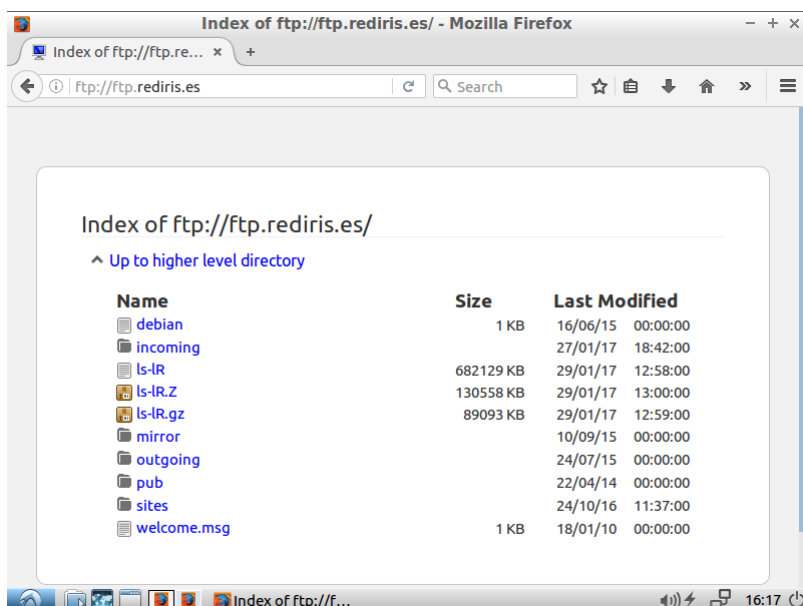 Index of ftp://ftp.rediris.es/ - Mozilla Firefox
Index of ftp://ftp.re...
ftp://ftp.rediris.es
Search
Index of ftp://ftp.rediris.es/
Up to higher level directory
Name Size Last Modified
debian 1 KB 16/06/15 00:00:00
incoming 27/01/17 18:42:00
ls-lR 682129 KB 29/01/17 12:58:00
ls-lR.Z 130558 KB 29/01/17 13:00:00
ls-lR.gz 89093 KB 29/01/17 12:59:00
mirror 10/09/15 00:00:00
outgoing 24/07/15 00:00:00
pub 22/04/14 00:00:00
sites 24/10/16 11:37:00
welcome.msg 1 KB 18/01/10 00:00:00
Index of ftp://f... 16:17